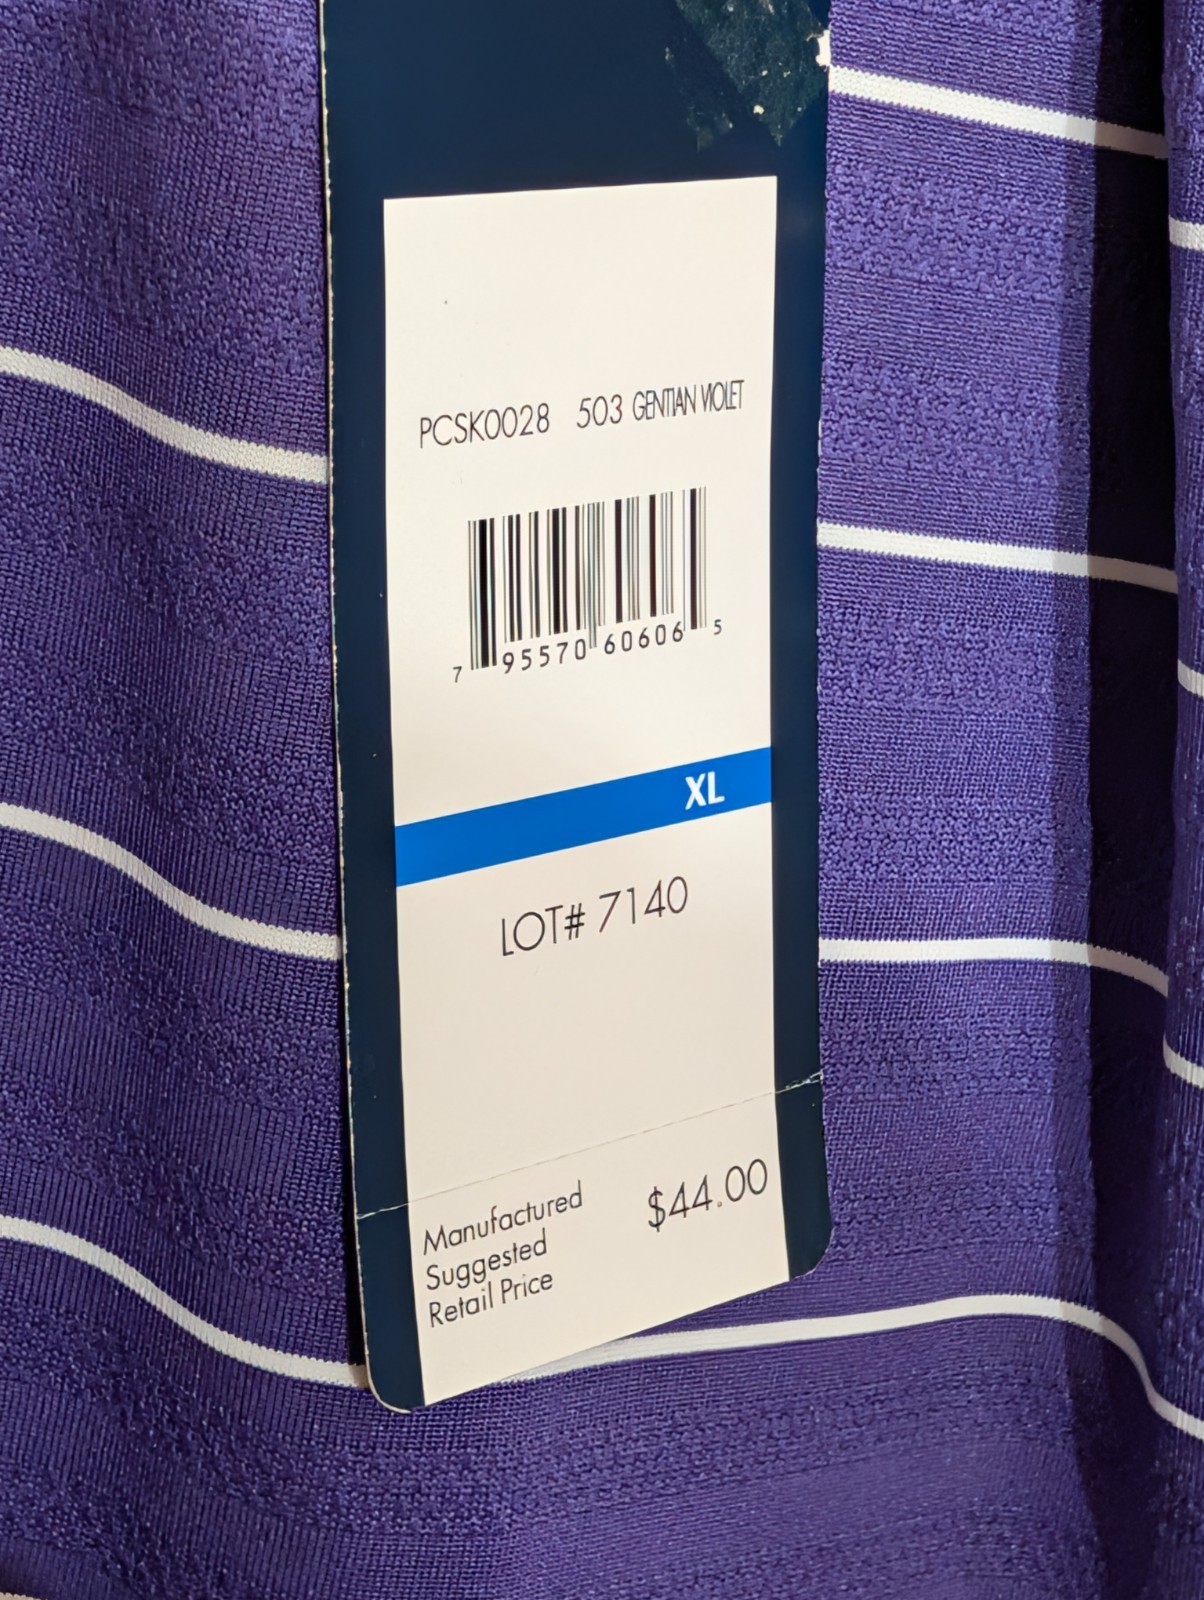 PCSK0028 503 GENTIAN VIOLET
7 95570 60606 5
XL
LOT# 7140
Manufactured
Suggested
Retail Price
$44.00